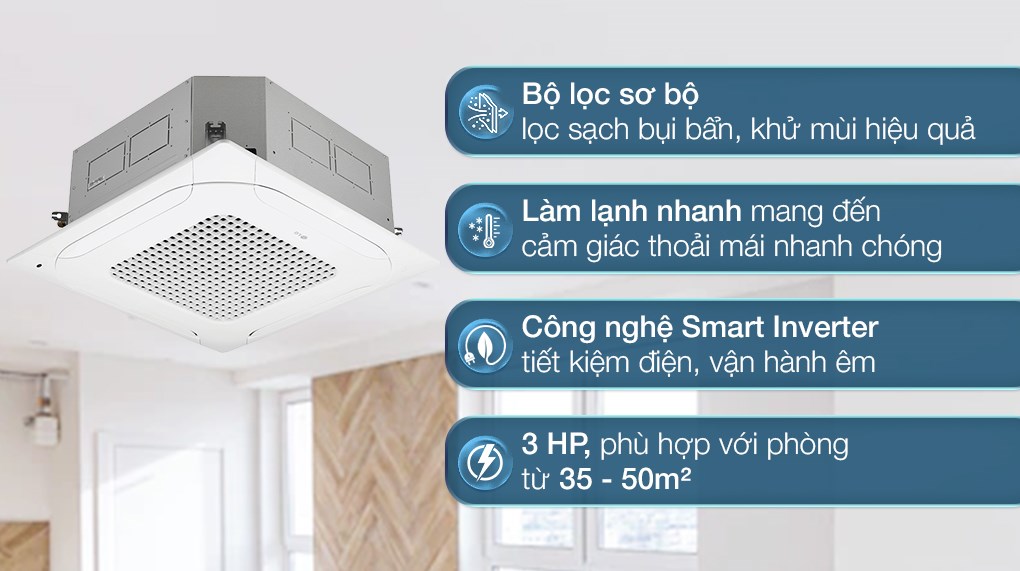 Bộ lọc sơ bộ
lọc sạch bụi bẩn, khử mùi hiệu quả
Làm lạnh nhanh mang đến
cảm giác thoải mái nhanh chóng
Công nghệ Smart Inverter
tiết kiệm điện, vận hành êm
3 HP, phù hợp với phòng
từ 35 - 50m²